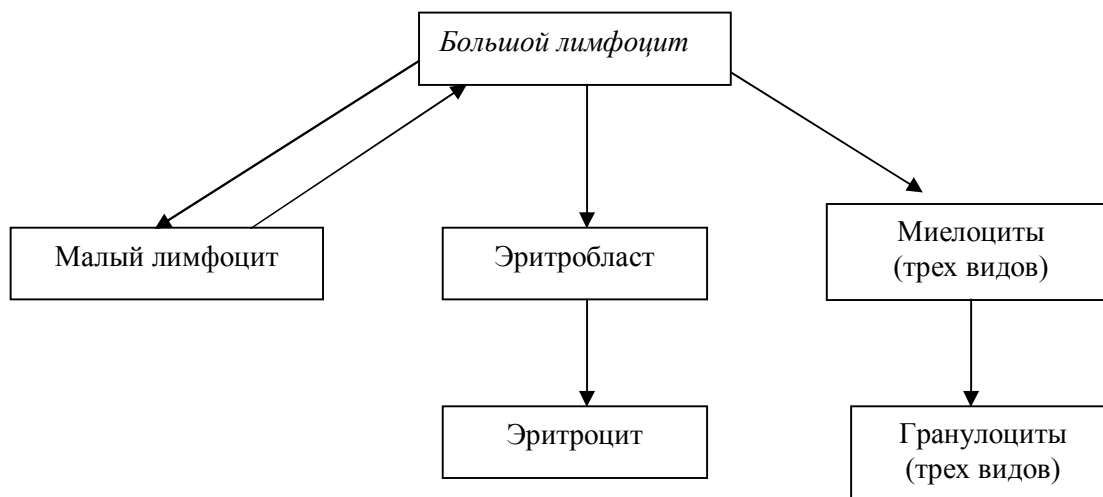 Большой лимфоцит
Малый лимфоцит
Эритробласт
Миелоциты
(трех видов)
Эритроцит
Гранулоциты
(трех видов)